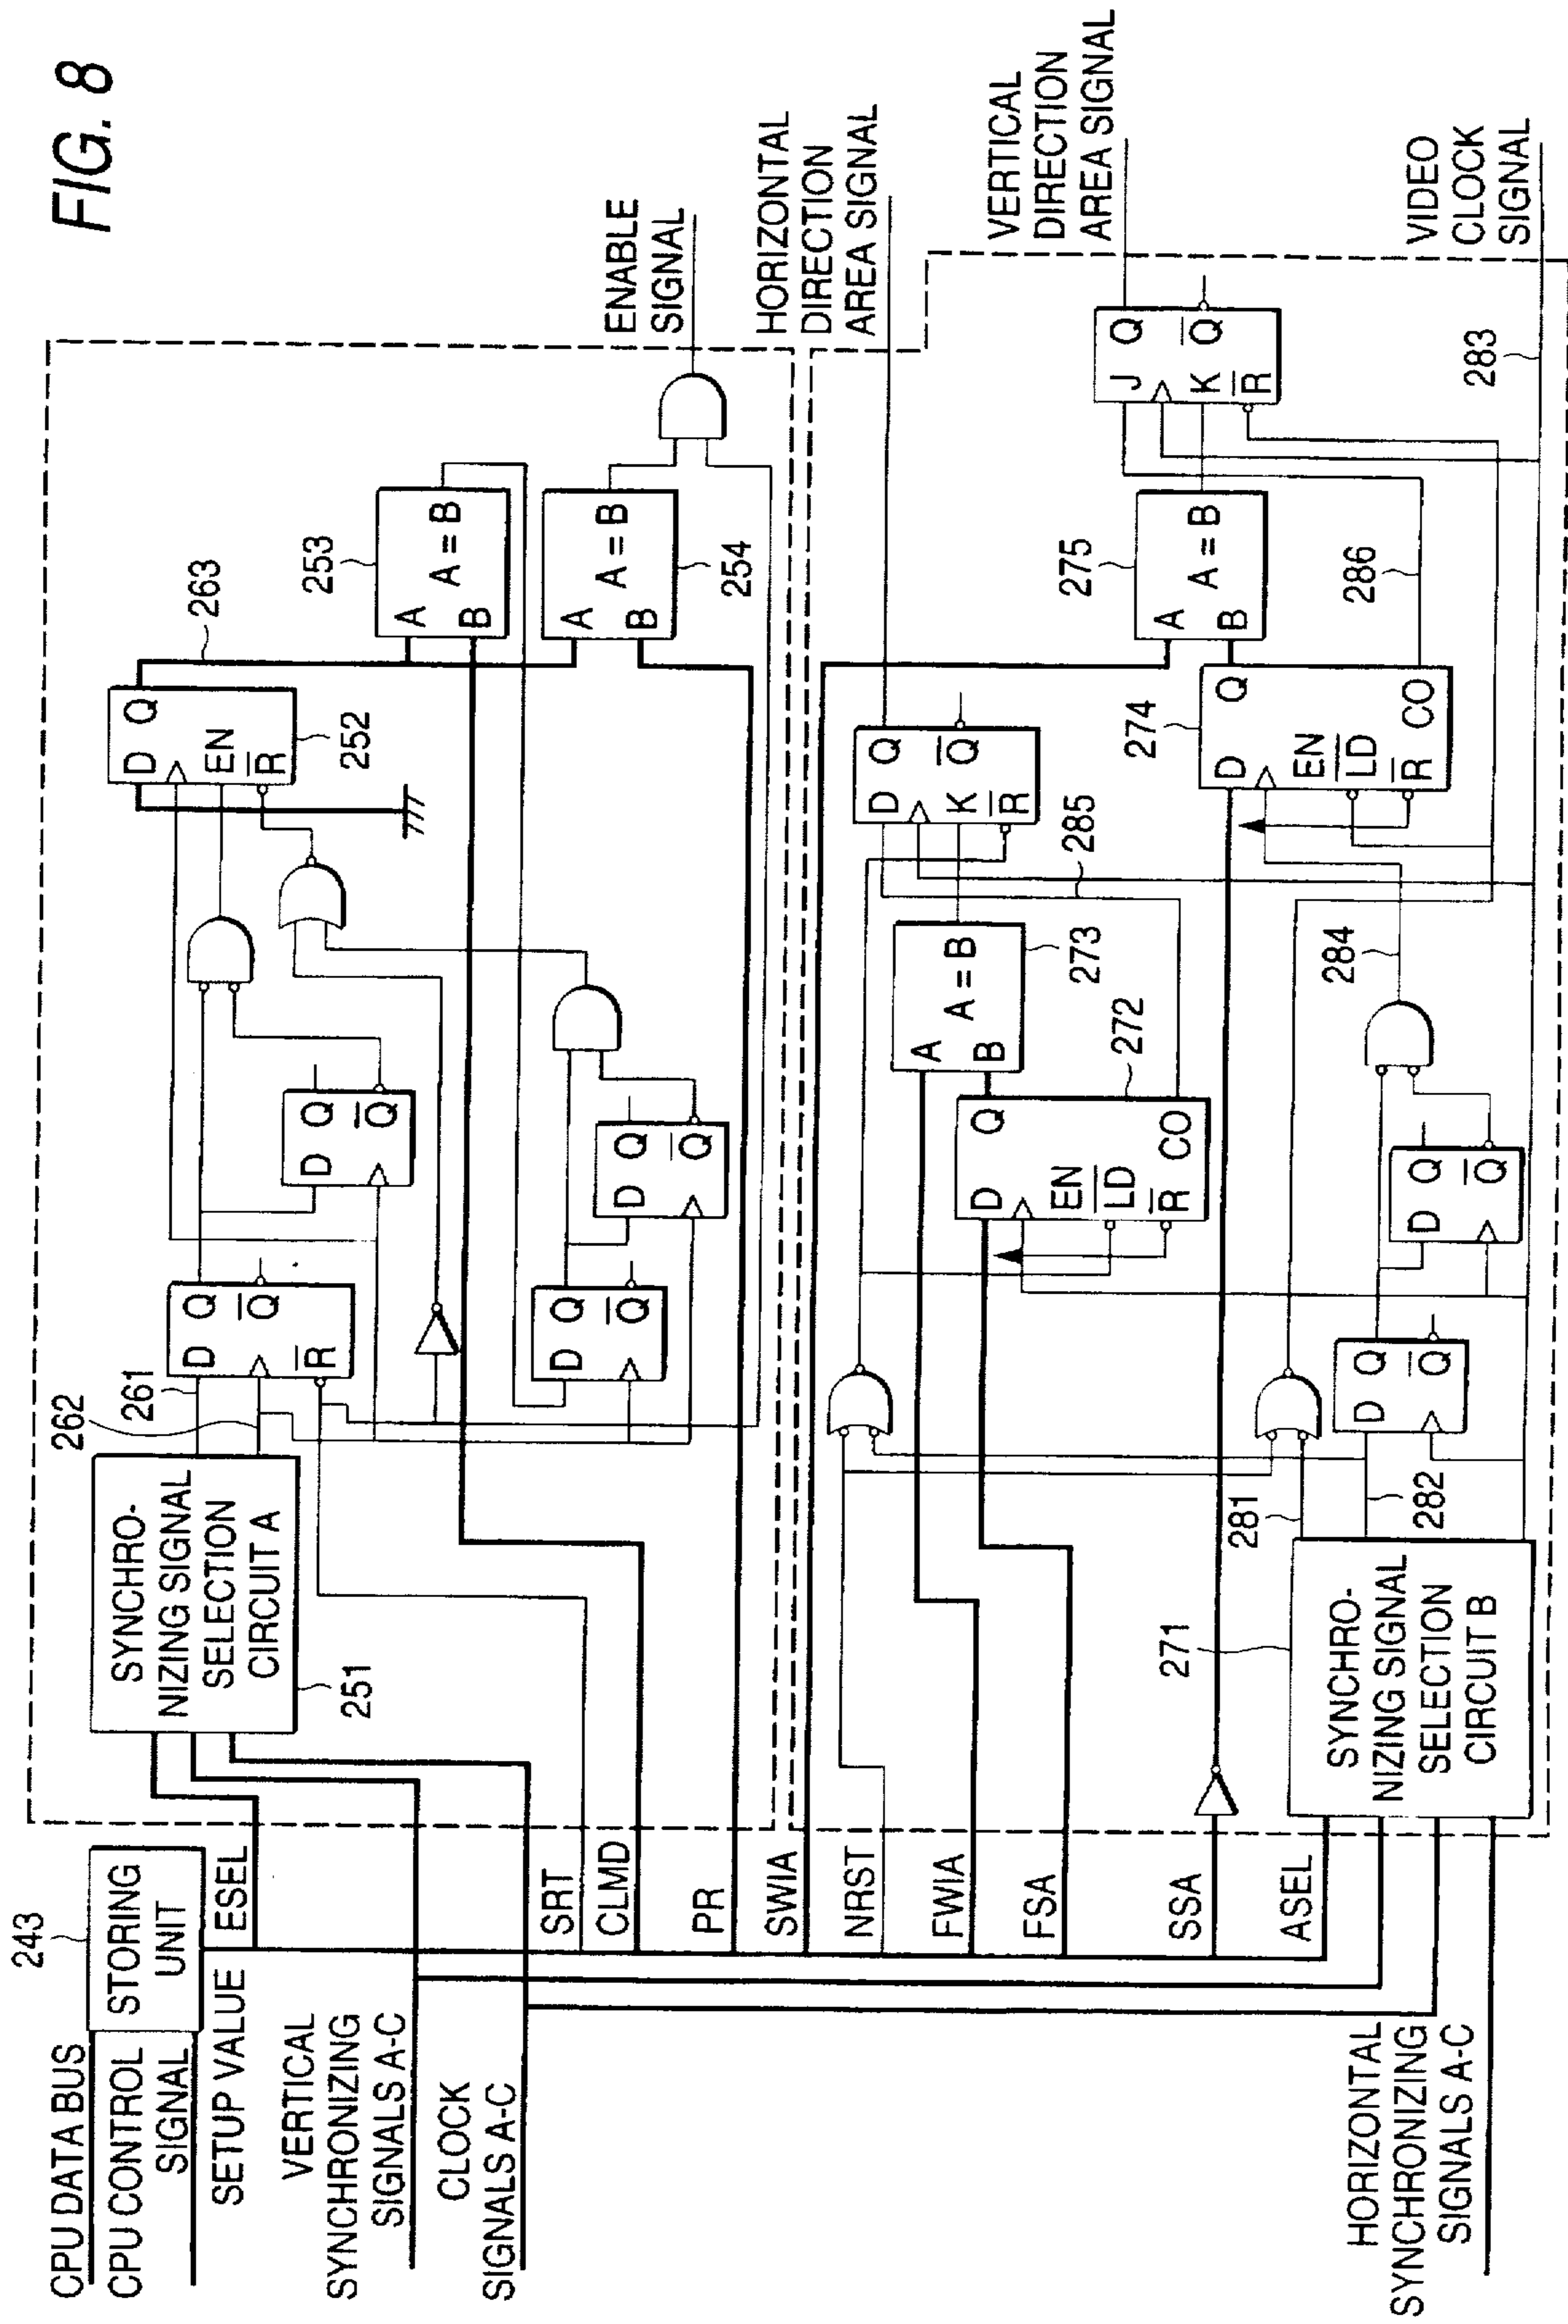 FIG. 8
243
CPU DATA BUS
CPU CONTROL
SIGNAL
STORING
UNIT
SETUP VALUE
ESEL
VERTICAL
SYNCHRONIZING
SIGNALS A-C
CLOCK
SIGNALS A-C
SRT
CLMD
PR
SWIA
NRST
FWIA
FSA
SSA
ASEL
HORIZONTAL
SYNCHRONIZING
SIGNALS A-C
SYNCHRO-
NIZING SIGNAL
SELECTION
CIRCUIT A
251
262
261
D Q
Q
R
D Q
Q
D Q
EN
R
252
263
D Q
Q
D Q
Q
253
A
A = B
B
A
A = B
B
254
ENABLE
SIGNAL
HORIZONTAL
DIRECTION
AREA SIGNAL
271
SYNCHRO-
NIZING SIGNAL
SELECTION
CIRCUIT B
281
282
D Q
Q
D Q
Q
284
D Q
EN
LD
R CO
272
A
A = B
B
273
285
D Q
K Q
R
274
D Q
EN
LD
R CO
275
A
A = B
B
286
J Q
K Q
R
VERTICAL
DIRECTION
AREA SIGNAL
283
VIDEO
CLOCK
SIGNAL